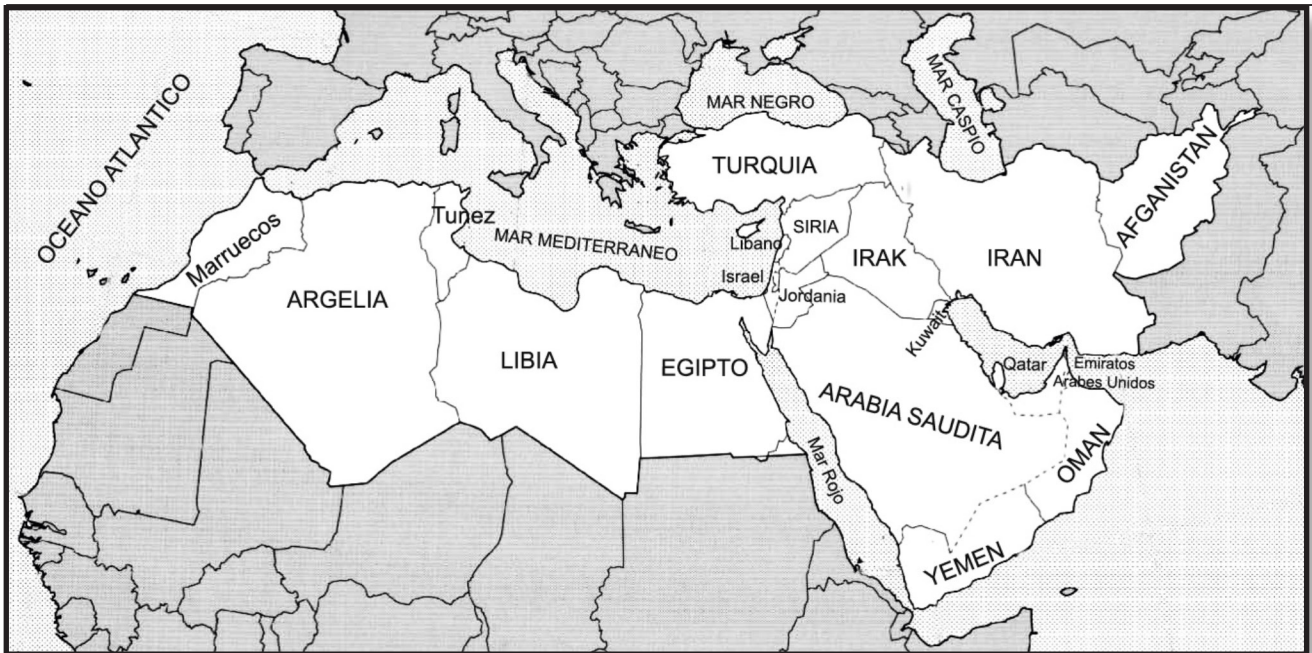 OCEANO ATLANTICO
MAR NEGRO
MAR CASPIO
TURQUIA
AFGANISTAN
Tunez
Marruecos
MAR MEDITERRANEO
SIRIA
Libano
IRAK
IRAN
Israel
Jordania
ARGELIA
LIBIA
EGIPTO
Kuwait
Qatar
Emiratos
Arabes Unidos
ARABIA SAUDITA
OMAN
Mar Rojo
YEMEN